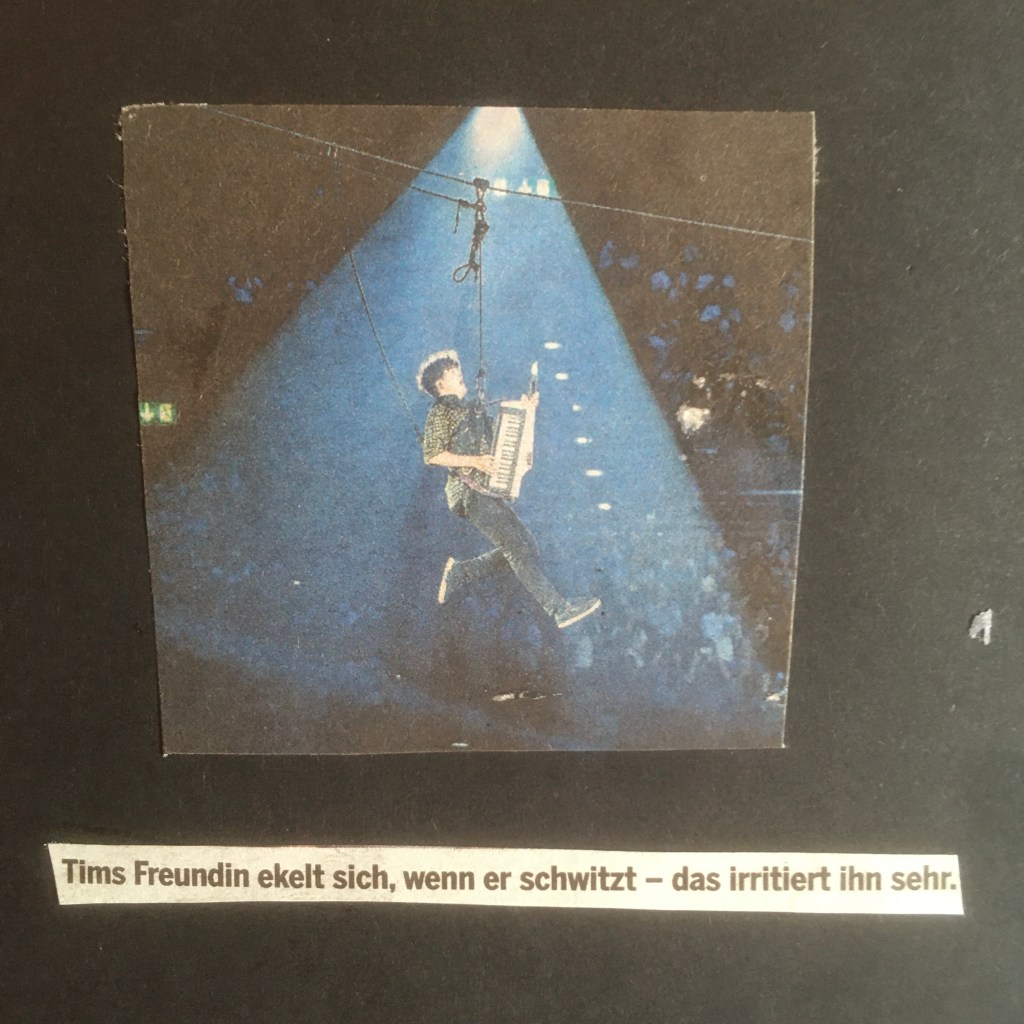 Tims Freundin ekelt sich, wenn er schwitzt – das irritiert ihn sehr.